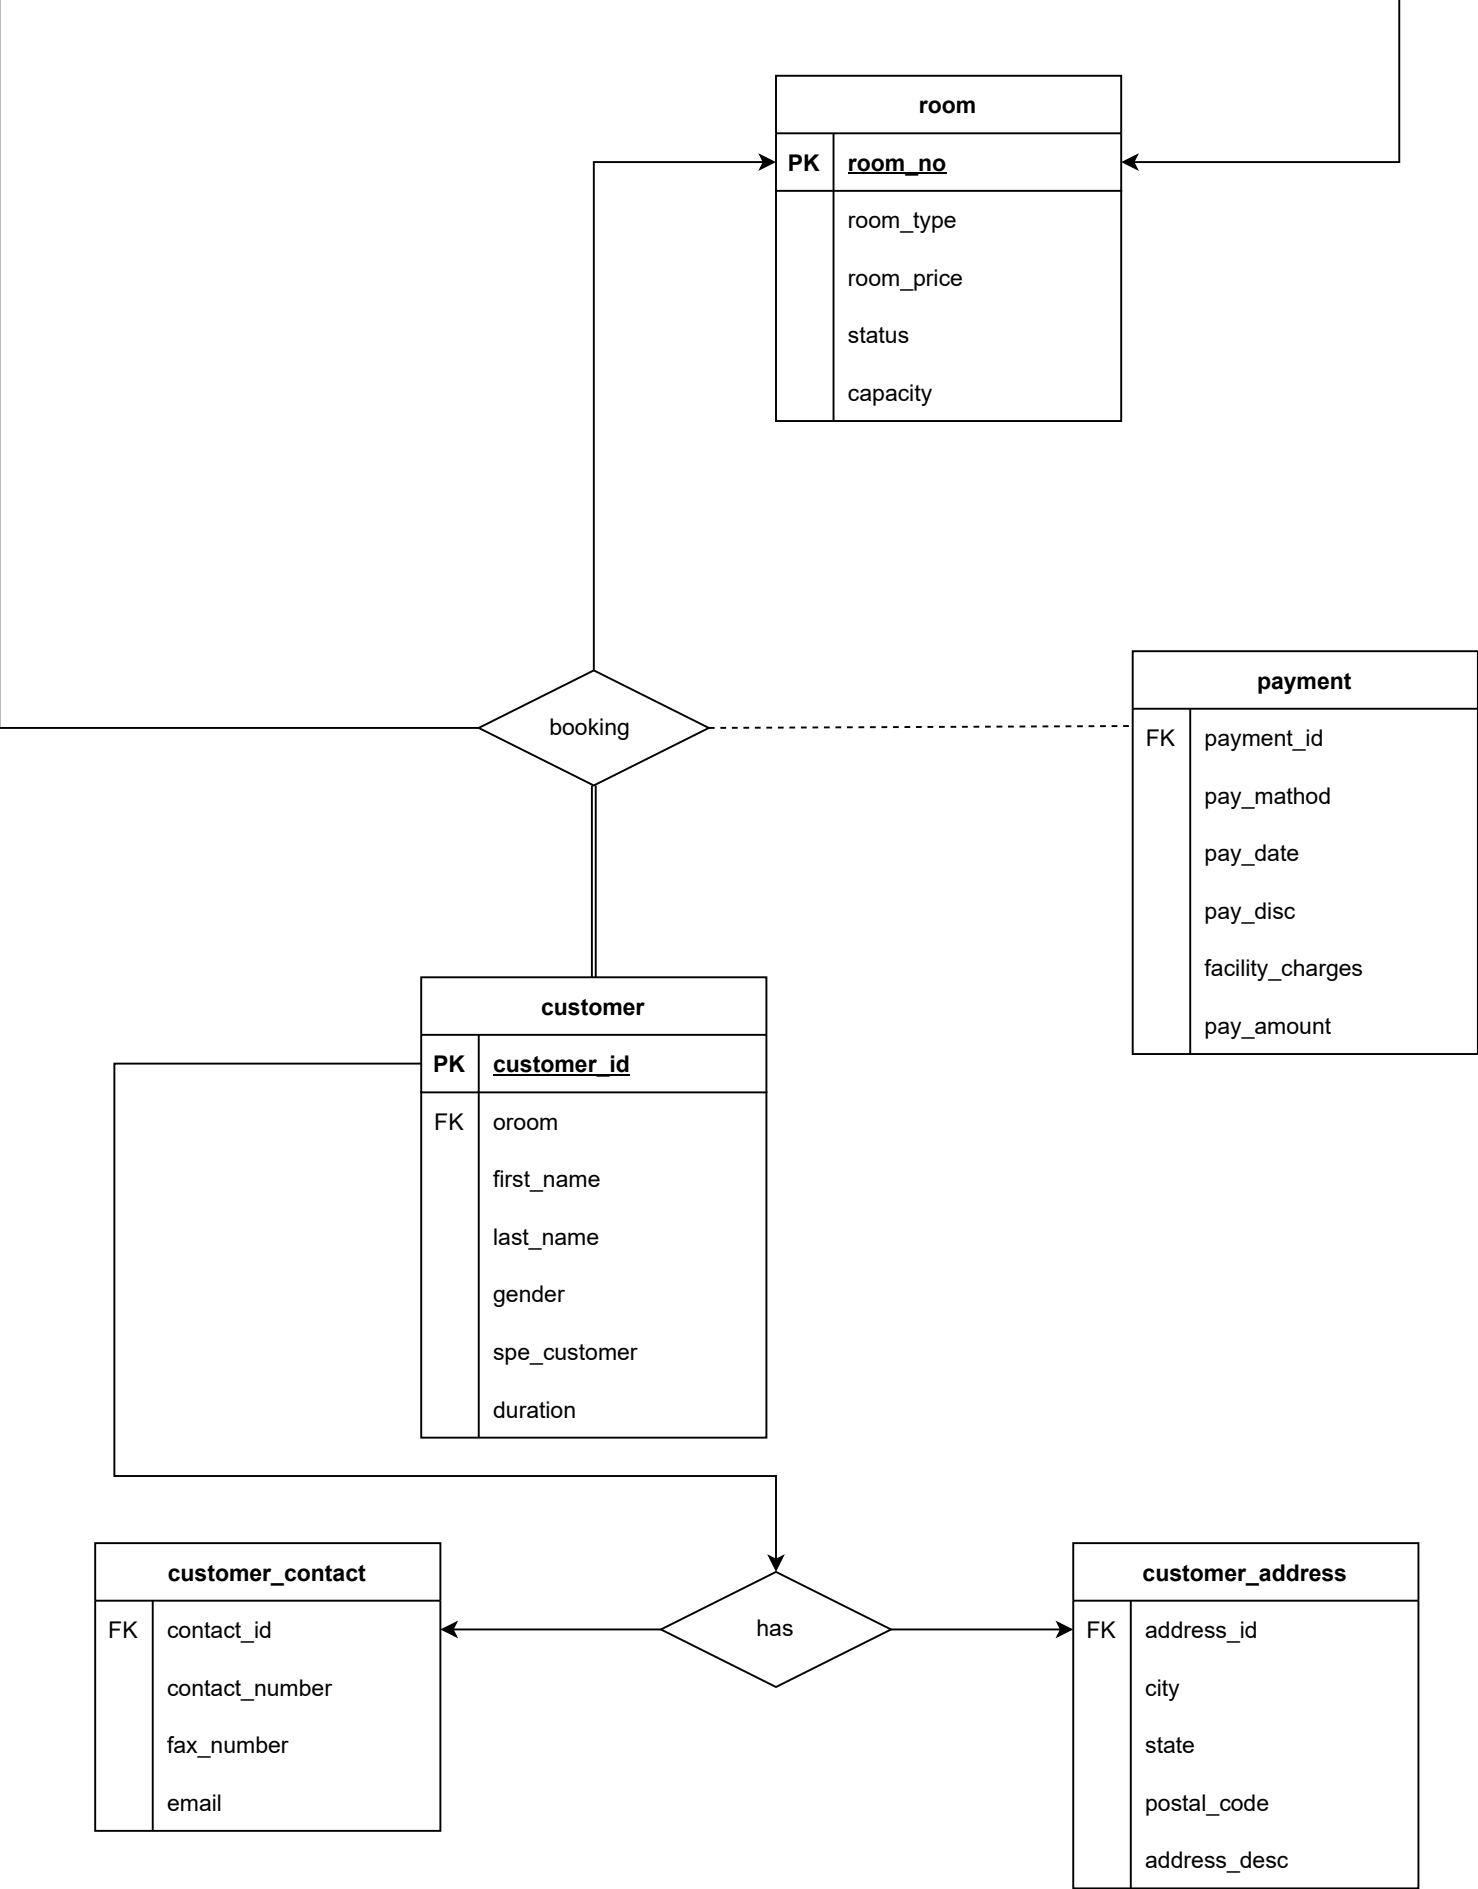 room
PK room_no
room_type
room_price
status
capacity
booking
payment
FK payment_id
pay_mathod
pay_date
pay_disc
facility_charges
pay_amount
customer
PK customer_id
FK oroom
first_name
last_name
gender
spe_customer
duration
customer_contact
FK contact_id
contact_number
fax_number
email
has
customer_address
FK address_id
city
state
postal_code
address_desc